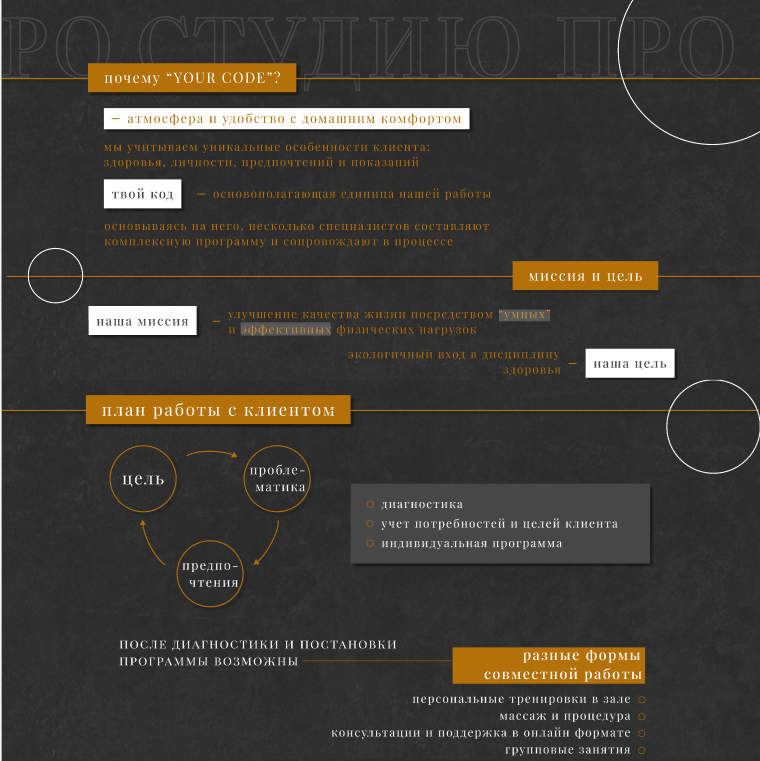 РО СТУДИЮ ПРО
почему “YOUR CODE”?
— атмосфера и удобство с домашним комфортом
мы учитываем уникальные особенности клиента:
здоровья, личности, предпочтений и показаний
твой код — основополагающая единица нашей работы
основываясь на него, несколько специалистов составляют
комплексную программу и сопровождают в процессе
миссия и цель
наша миссия — улучшение качества жизни посредством “умных”
и эффективных физических нагрузок
экологичный вход в дисциплину
здоровья — наша цель
план работы с клиентом
цель
пробле-
матика
предпо-
чтения
диагностика
учет потребностей и целей клиента
индивидуальная программа
ПОСЛЕ ДИАГНОСТИКИ И ПОСТАНОВКИ
ПРОГРАММЫ ВОЗМОЖНЫ
разные формы
совместной работы
персональные тренировки в зале
массаж и процедура
консультации и поддержка в онлайн формате
групповые занятия